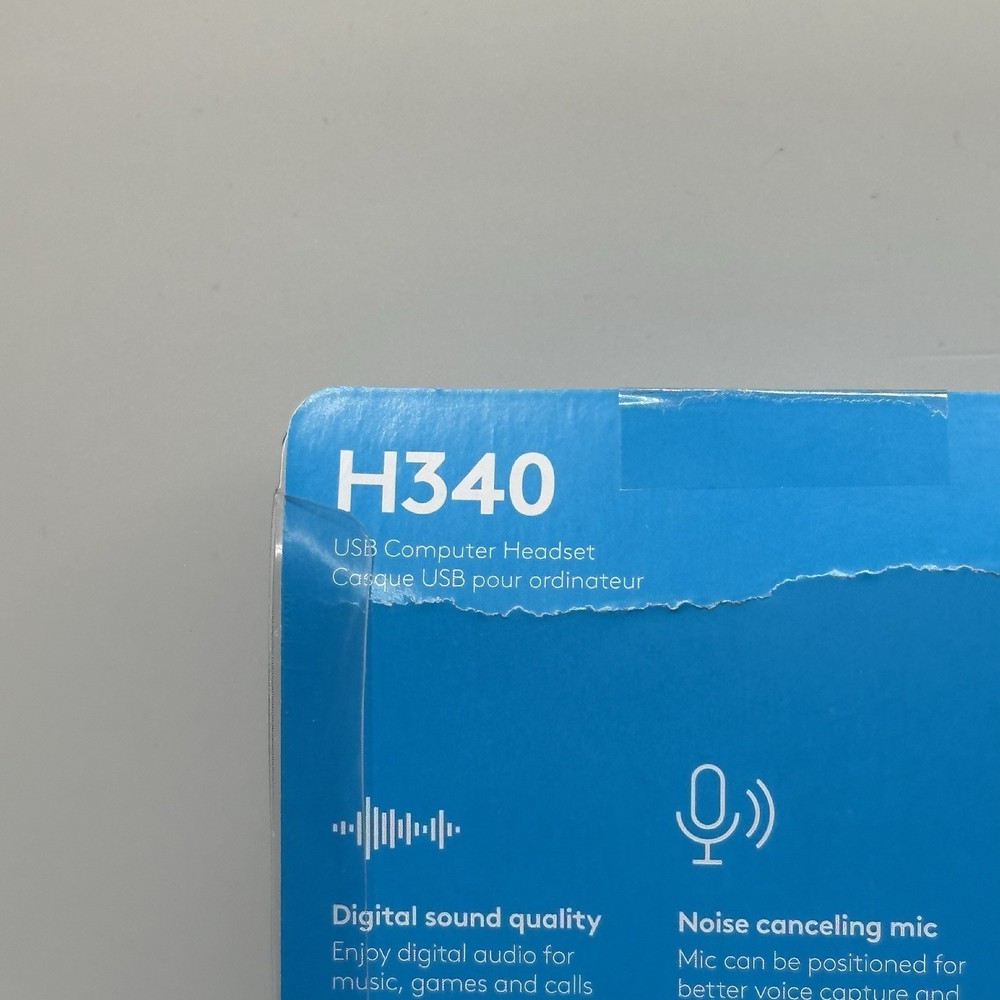 H340
USB Computer Headset
Casque USB pour ordinateur
Digital sound quality
Enjoy digital audio for
music, games and calls
Noise canceling mic
Mic can be positioned for
better voice capture and